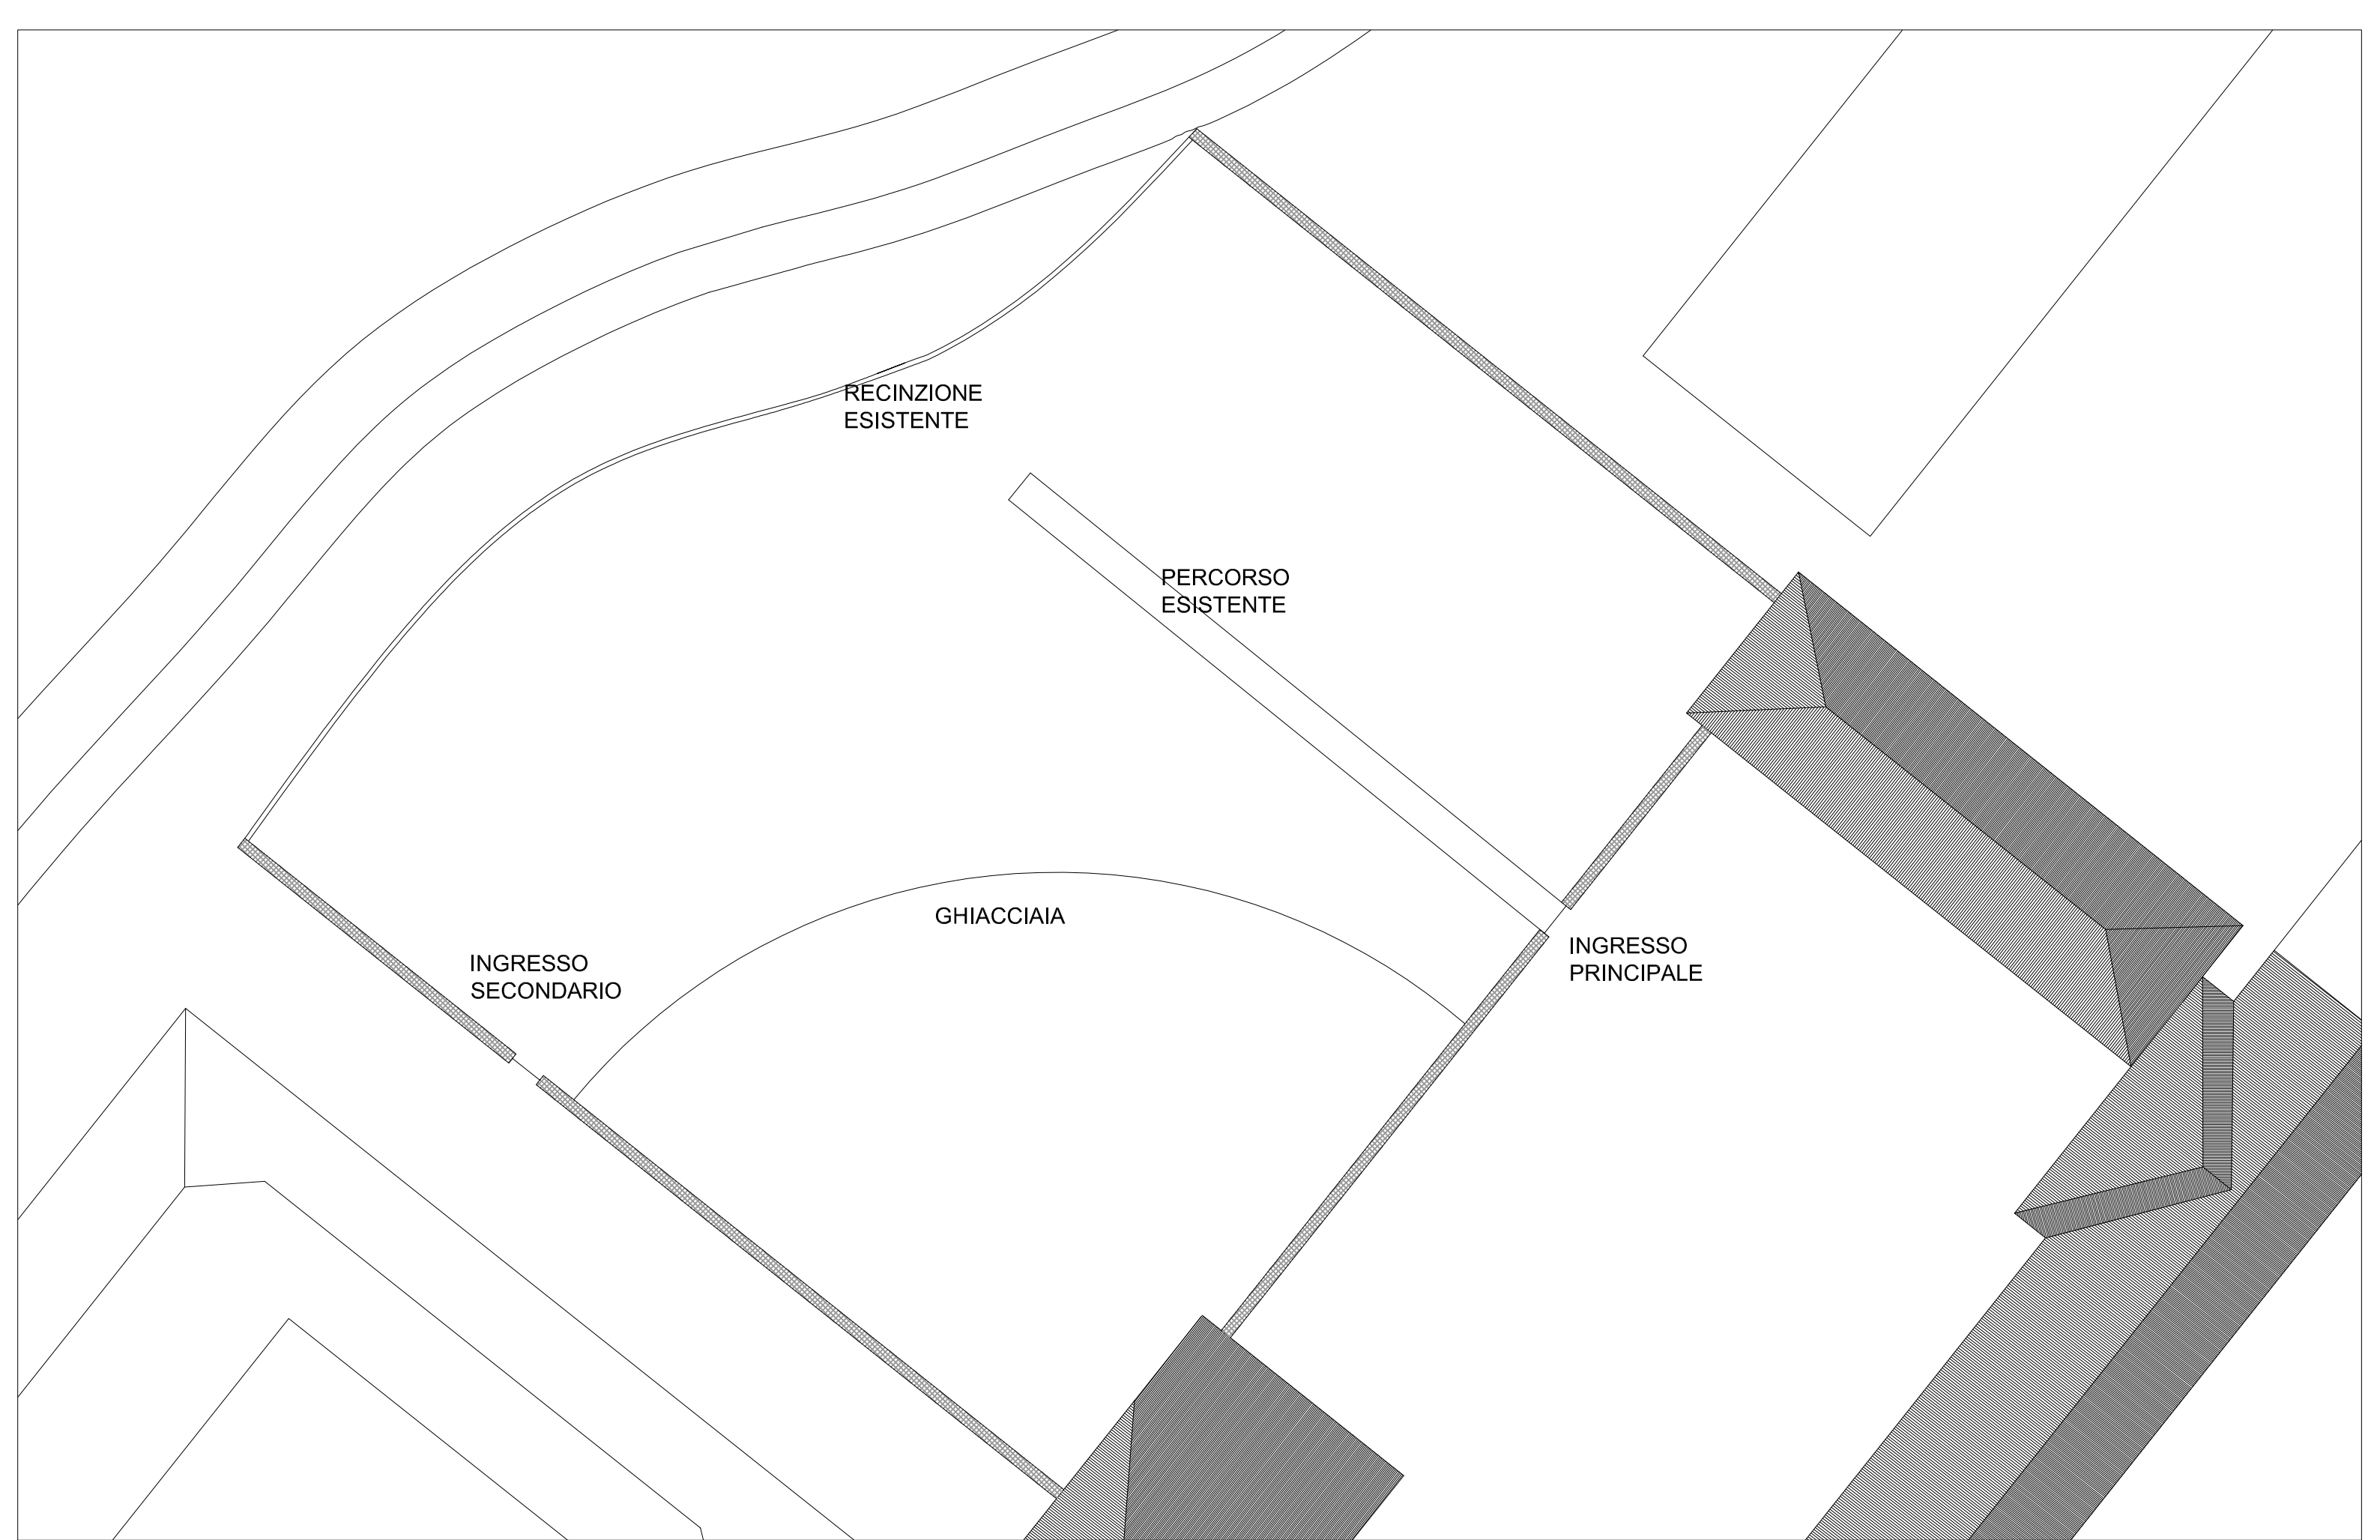 RECINZIONE
ESISTENTE
PERCORSO
ESISTENTE
GHIACCIAIA
INGRESSO
SECONDARIO
INGRESSO
PRINCIPALE